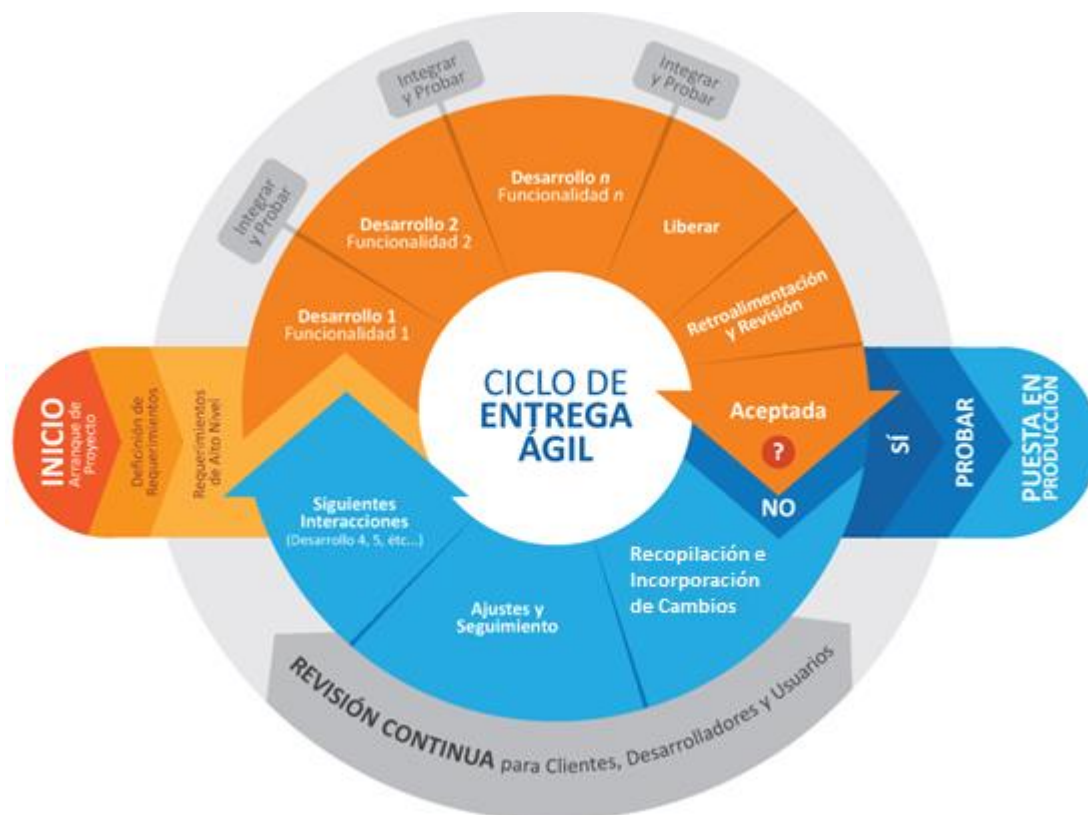 INICIO
Arranque de
Proyecto
Definición de
Requerimientos
Requerimientos
de Alto Nivel
Desarrollo 1
Funcionalidad 1
Integrar
y Probar
Desarrollo 2
Funcionalidad 2
Integrar
y Probar
Desarrollo n
Funcionalidad n
Integrar
y Probar
Liberar
Retroalimentación
y Revisión
Aceptada
?
SÍ
PROBAR
PUESTA EN
PRODUCCIÓN
NO
Recopilación e
Incorporación
de Cambios
Ajustes y
Seguimiento
Siguientes
Interacciones
(Desarrollo 4, 5, étc...)
CICLO DE
ENTREGA
ÁGIL
REVISIÓN CONTINUA para Clientes, Desarrolladores y Usuarios